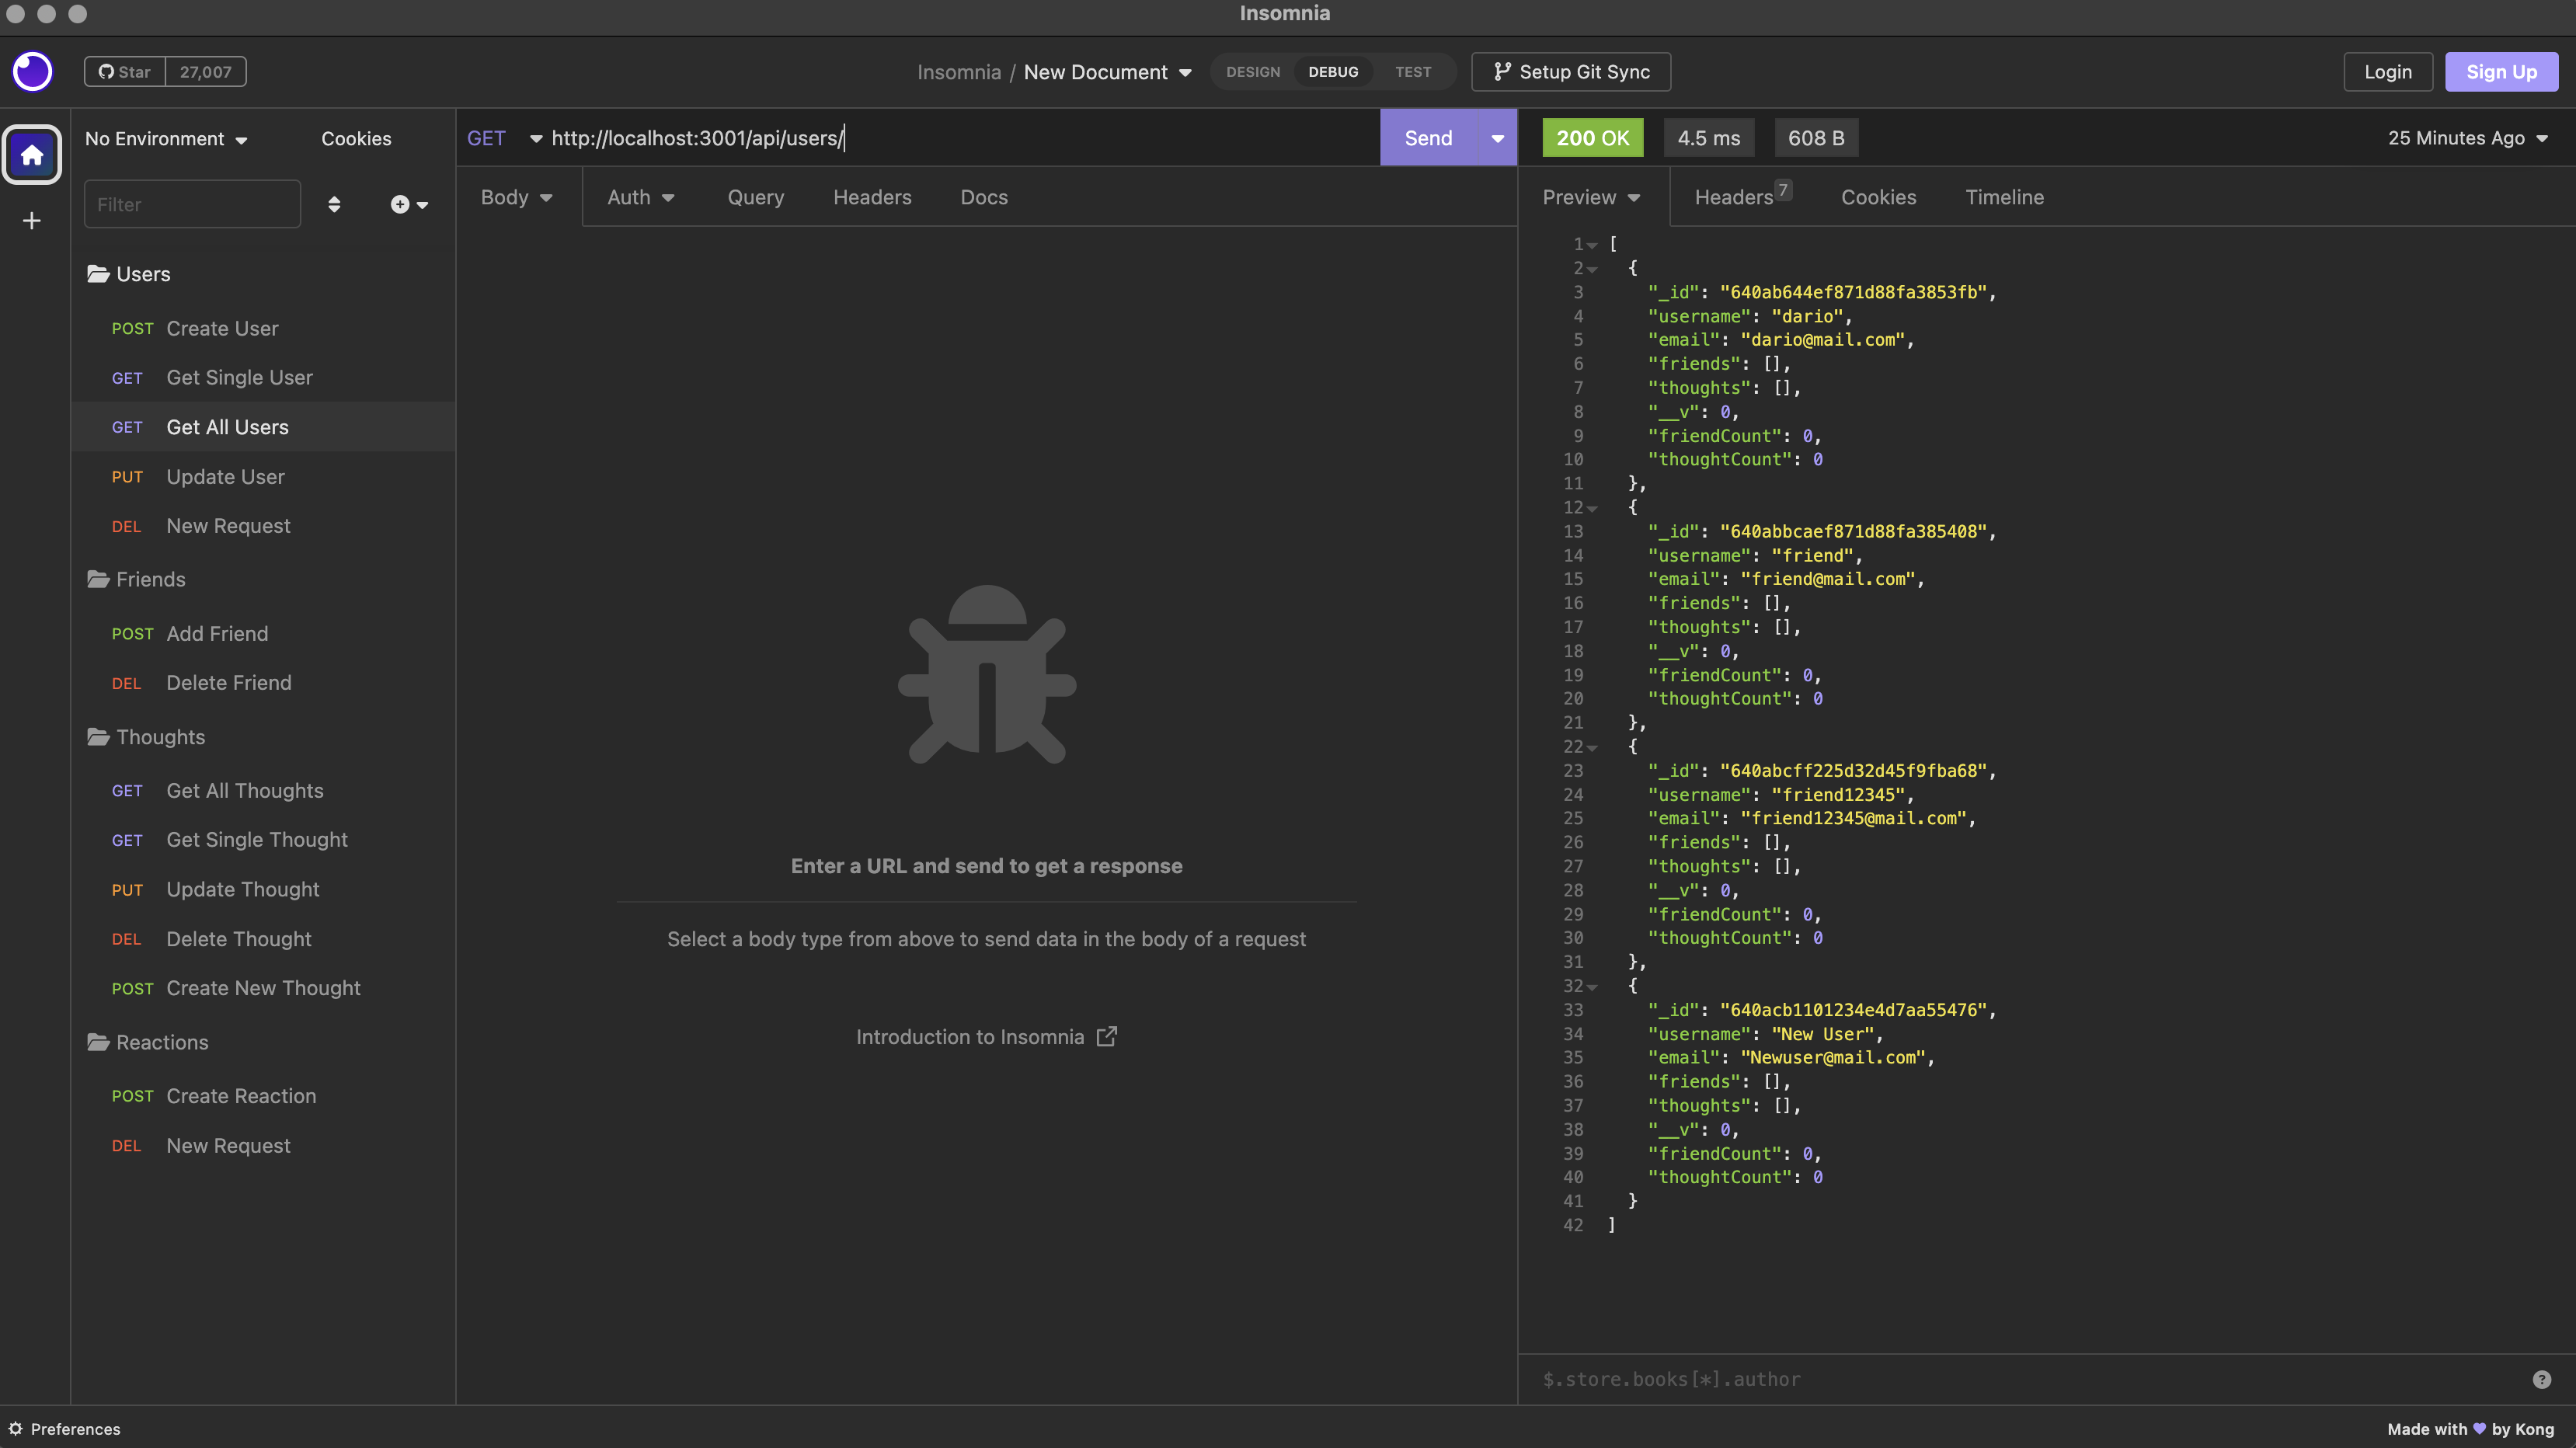 Insomnia
Star 27,007
Insomnia / New Document
DESIGN DEBUG TEST
Setup Git Sync
Login
Sign Up
No Environment
Cookies
Filter
Users
POST Create User
GET Get Single User
GET Get All Users
PUT Update User
DEL New Request
Friends
POST Add Friend
DEL Delete Friend
Thoughts
GET Get All Thoughts
GET Get Single Thought
PUT Update Thought
DEL Delete Thought
POST Create New Thought
Reactions
POST Create Reaction
DEL New Request
GET http://localhost:3001/api/users/
Send
Body Auth Query Headers Docs
Enter a URL and send to get a response
Select a body type from above to send data in the body of a request
Introduction to Insomnia
200 OK 4.5 ms 608 B
25 Minutes Ago
Preview Headers 7 Cookies Timeline
1 [
2 {
3 "_id": "640ab644ef871d88fa3853fb",
4 "username": "dario",
5 "email": "dario@mail.com",
6 "friends": [],
7 "thoughts": [],
8 "__v": 0,
9 "friendCount": 0,
10 "thoughtCount": 0
11 },
12 {
13 "_id": "640abbcaef871d88fa385408",
14 "username": "friend",
15 "email": "friend@mail.com",
16 "friends": [],
17 "thoughts": [],
18 "__v": 0,
19 "friendCount": 0,
20 "thoughtCount": 0
21 },
22 {
23 "_id": "640abcff225d32d45f9fba68",
24 "username": "friend12345",
25 "email": "friend12345@mail.com",
26 "friends": [],
27 "thoughts": [],
28 "__v": 0,
29 "friendCount": 0,
30 "thoughtCount": 0
31 },
32 {
33 "_id": "640acb1101234e4d7aa55476",
34 "username": "New User",
35 "email": "Newuser@mail.com",
36 "friends": [],
37 "thoughts": [],
38 "__v": 0,
39 "friendCount": 0,
40 "thoughtCount": 0
41 }
42 ]
$.store.books[*].author
Preferences
Made with 💜 by Kong